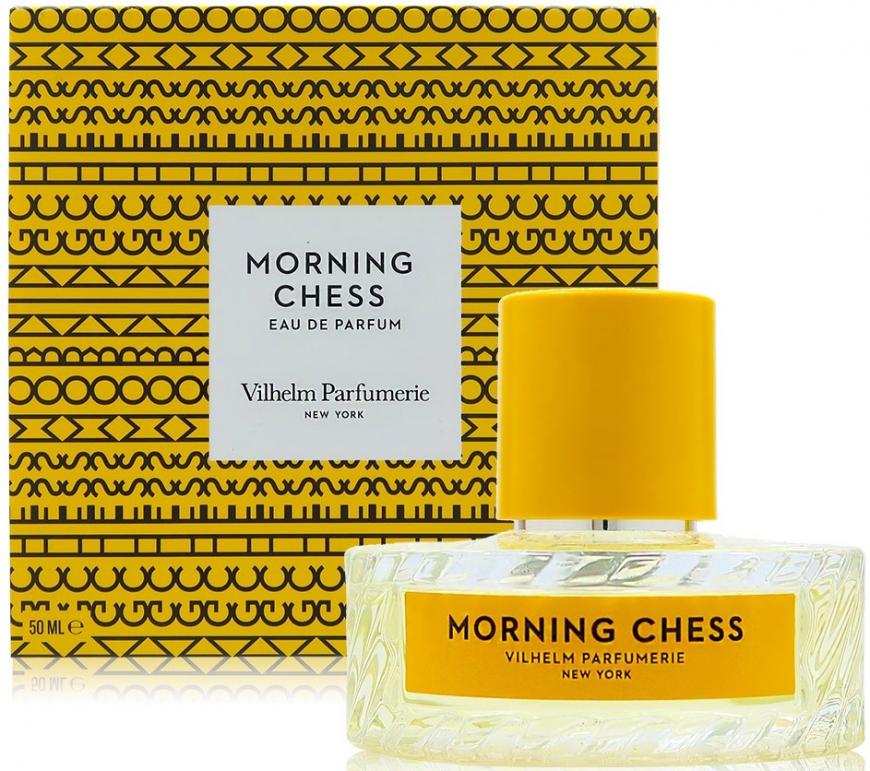 MORNING
CHESS
EAU DE PARFUM
Vilhelm Parfumerie
NEW YORK
50 ML ℮
MORNING CHESS
VILHELM PARFUMERIE
NEW YORK